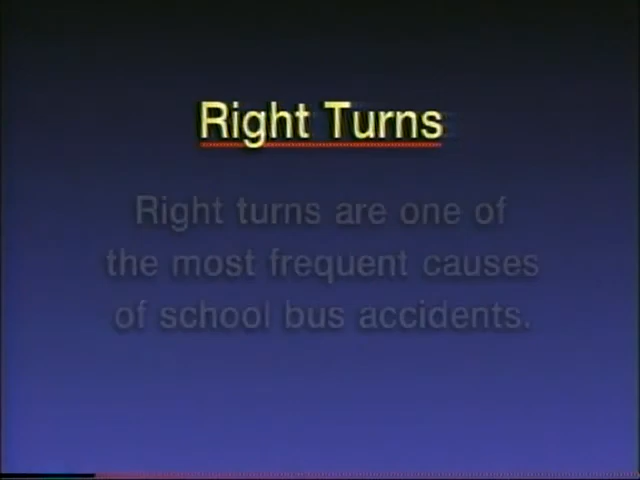 Right Turns
Right turns are one of
the most frequent causes
of school bus accidents.